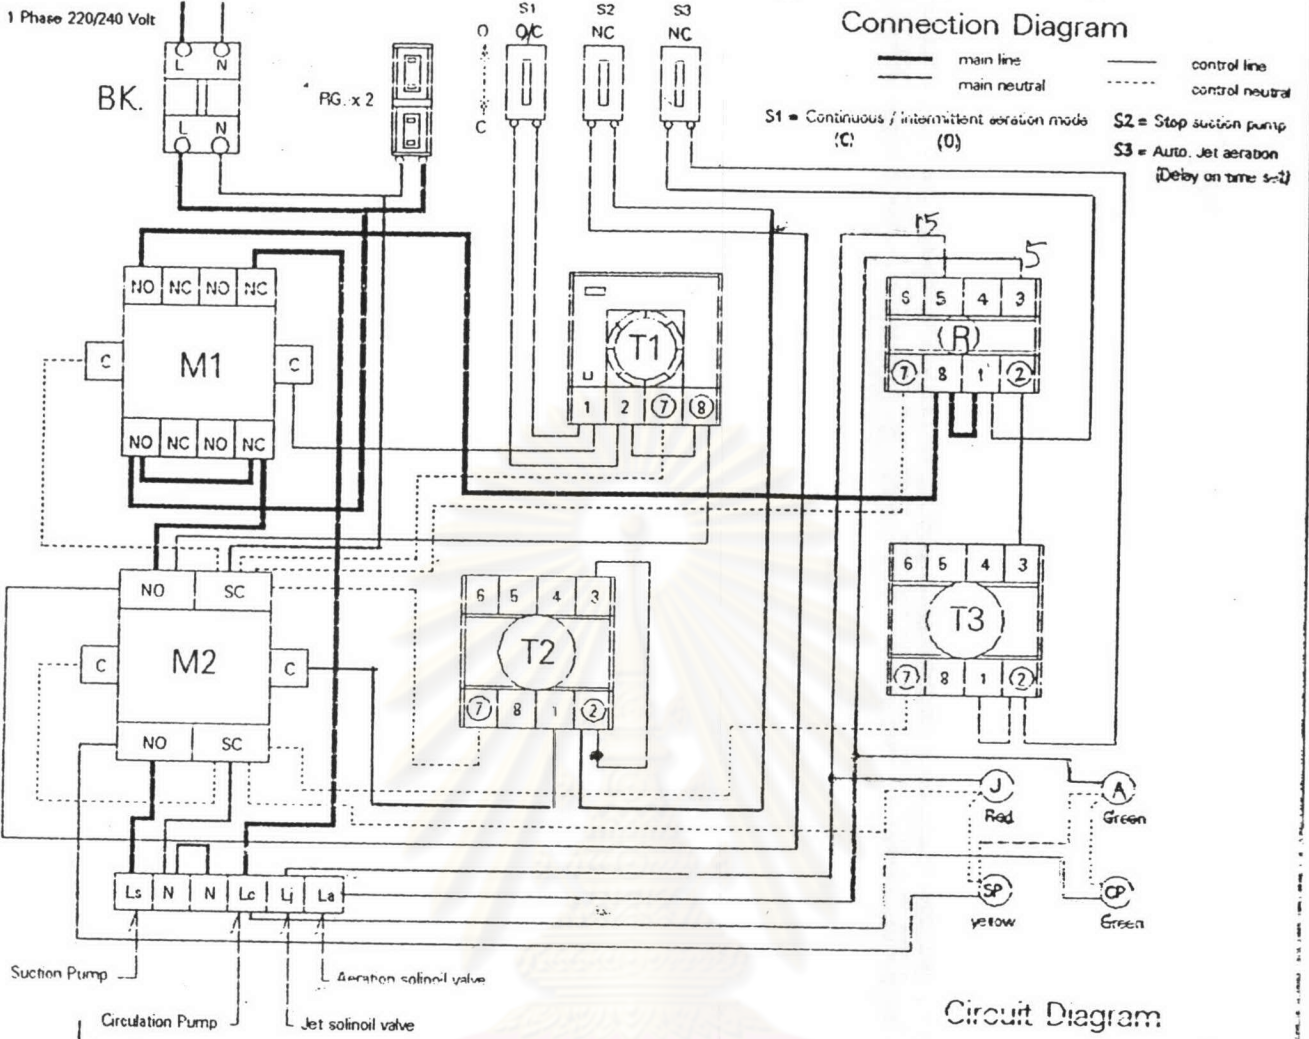 1 Phase 220/240 Volt
S1
S2
S3
O
O/C
NC
NC
Connection Diagram
main line
main neutral
control line
control neutral
L N
BK.
RG. x 2
C
S1 = Continuous / intermittent aeration mode
(C) (O)
S2 = Stop suction pump
S3 = Auto. Jet aeration
(Delay on time set)
L N
15
5
NO NC NO NC
S 5 4 3
C
M1
C
T1
(R)
7 8 1 2
1 2 7 8
NO NC NO NC
NO SC
6 5 4 3
6 5 4 3
C
M2
C
T2
T3
7 8 1 2
7 8 1 2
NO SC
J
Red
A
Green
Ls N N Lc Lj La
SP
yellow
CP
Green
Suction Pump
Aeration solinoil valve
Circulation Pump
Jet solinoil valve
Circuit Diagram